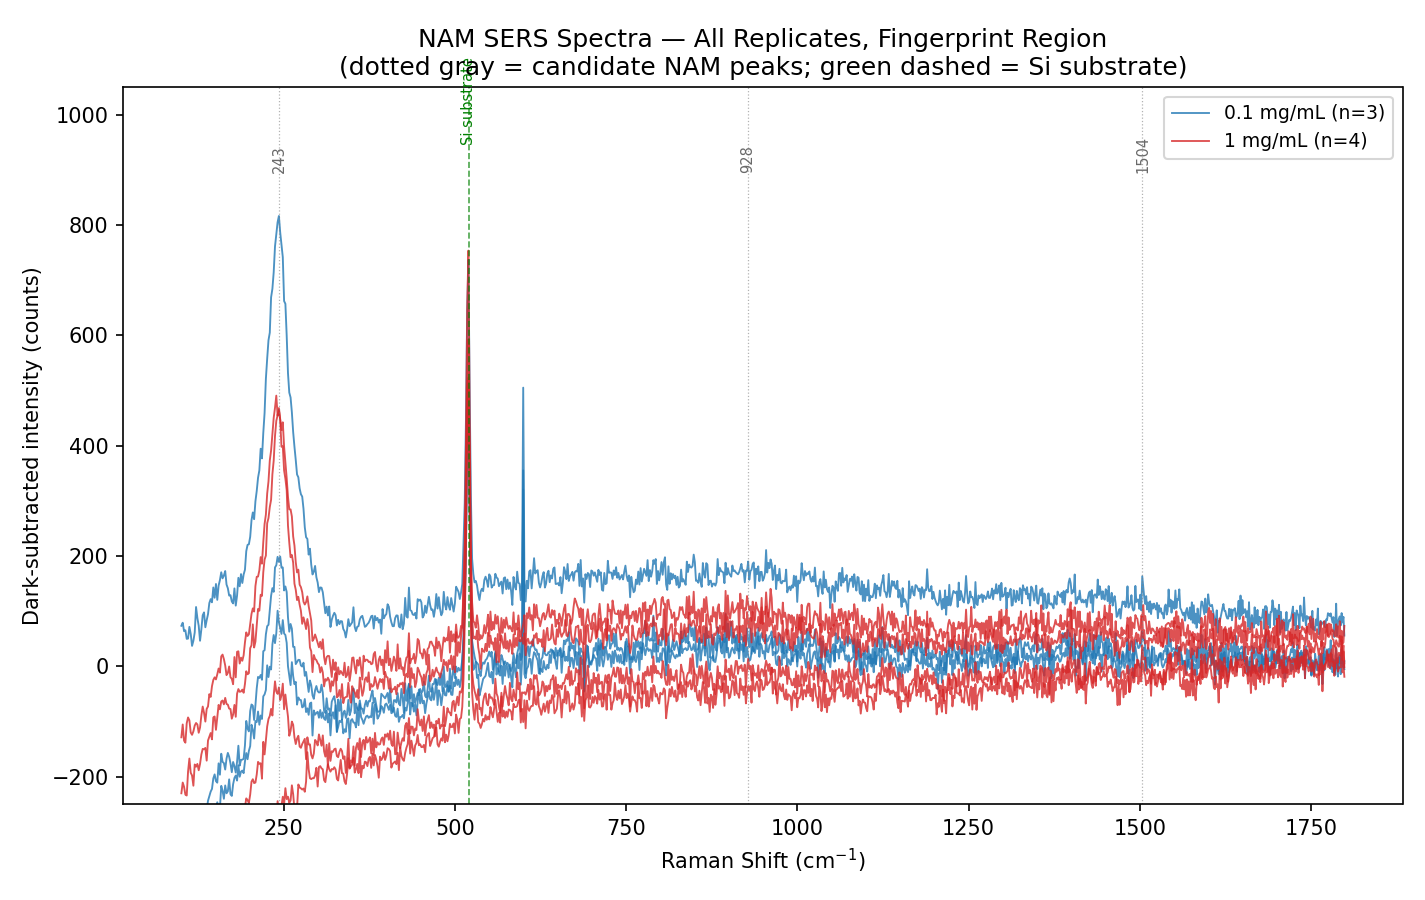 NAM SERS Spectra — All Replicates, Fingerprint Region
(dotted gray = candidate NAM peaks; green dashed = Si substrate)
Si substrate
243
928
1504
0.1 mg/mL (n=3)
1 mg/mL (n=4)
Dark-subtracted intensity (counts)
1000
800
600
400
200
0
−200
250
500
750
1000
1250
1500
1750
Raman Shift (cm⁻¹)